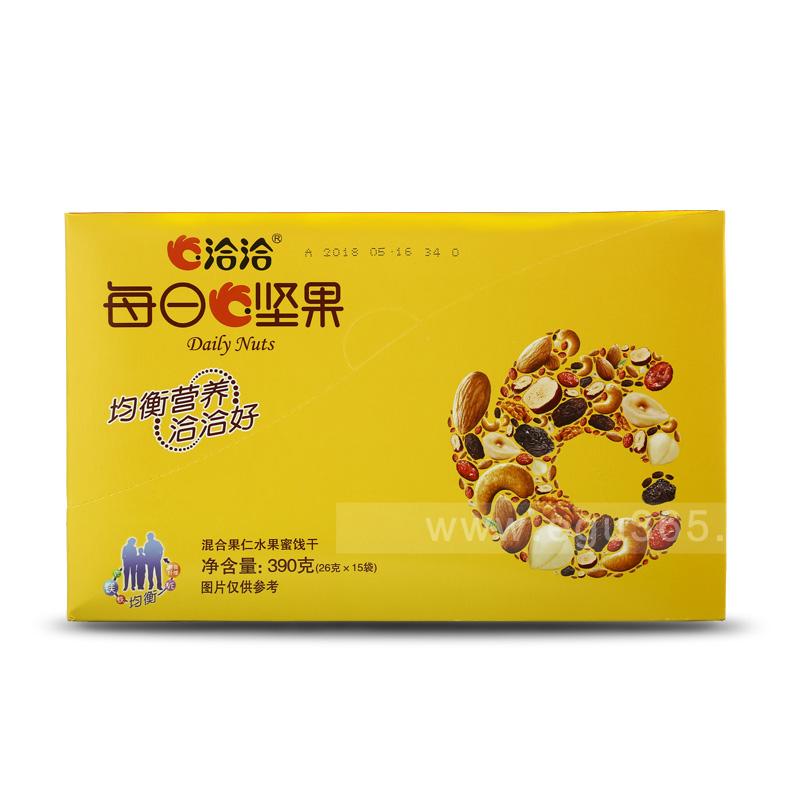 洽洽®
A 2018 05 16 34 0
每日坚果
Daily Nuts
均衡营养
洽洽好
www.egu365.
混合果仁水果蜜饯干
净含量: 390克(26克×15袋)
图片仅供参考
均衡